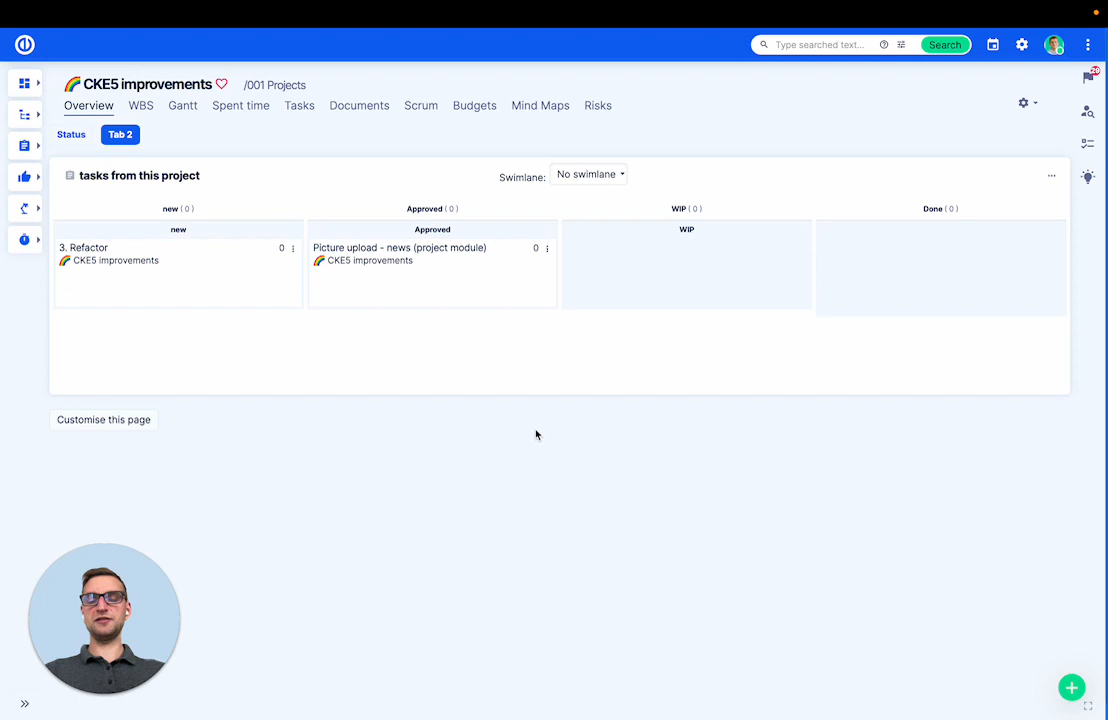 Type searched text...
Search
🌈 CKE5 improvements /001 Projects
29
Overview WBS Gantt Spent time Tasks Documents Scrum Budgets Mind Maps Risks
Status Tab 2
tasks from this project
Swimlane: No swimlane
new ( 0 ) Approved ( 0 ) WIP ( 0 ) Done ( 0 )
new Approved WIP
3. Refactor 0
🌈 CKE5 improvements
Picture upload - news (project module) 0
🌈 CKE5 improvements
Customise this page